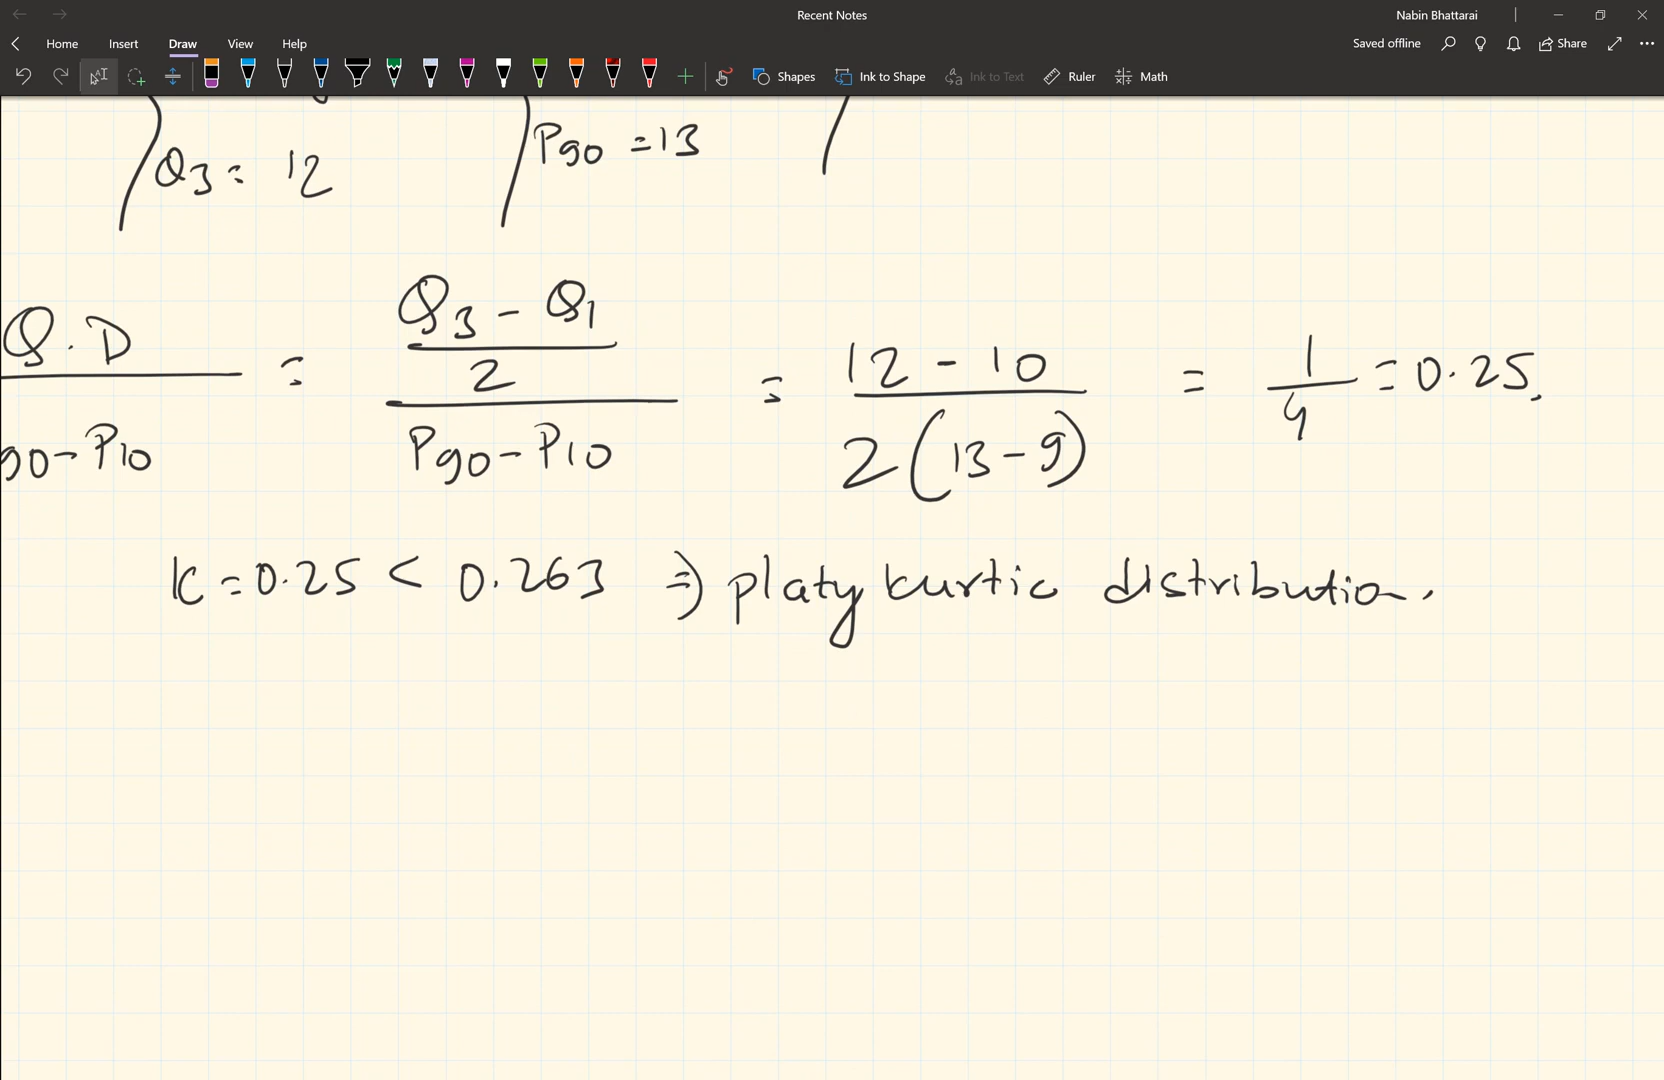 Recent Notes
Nabin Bhattarai
Home Insert Draw View Help
Saved offline
Share
Shapes Ink to Shape Ink to Text Ruler Math
Q3 = 12
P90 = 13
Q.D / 90 - P10 = Q3 - Q1 / 2 / P90 - P10 = 12 - 10 / 2(13 - 9) = 1/4 = 0.25.
K = 0.25 < 0.263 ⇒ platykurtic distribution.